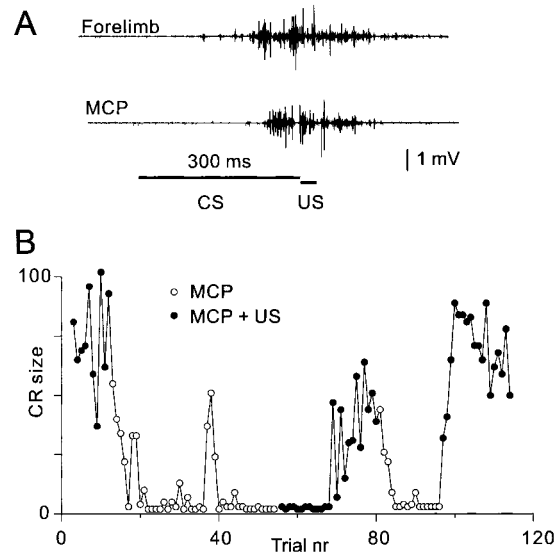 A
Forelimb
MCP
300 ms
1 mV
CS
US
B
100
MCP
MCP + US
CR size
0
0
40
80
120
Trial nr